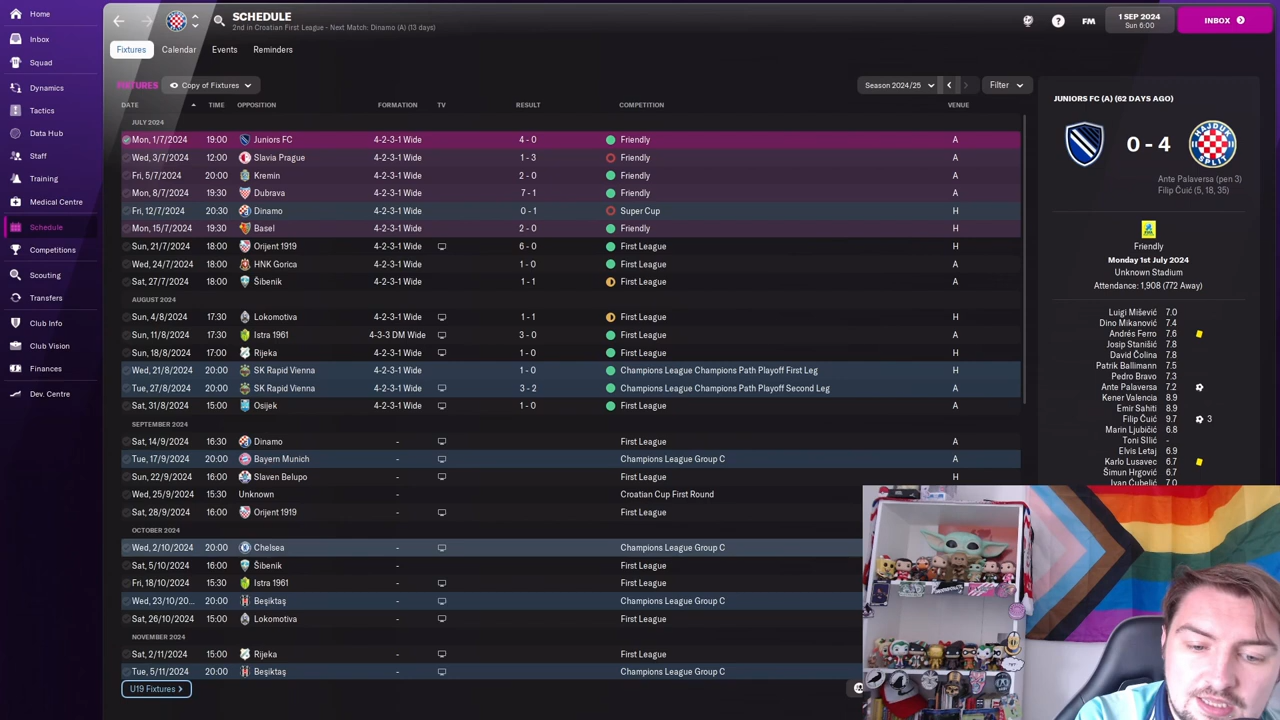 Home
SCHEDULE
2nd in Croatian First League - Next Match: Dinamo (A) (13 days)
FM
1 SEP 2024
Sun 6:00
INBOX
Inbox
Squad
Dynamics
Tactics
Data Hub
Staff
Training
Medical Centre
Schedule
Competitions
Scouting
Transfers
Club Info
Club Vision
Finances
Dev. Centre
Fixtures Calendar Events Reminders
FIXTURES Copy of Fixtures Season 2024/25 Filter
DATE TIME OPPOSITION FORMATION TV RESULT COMPETITION VENUE
JULY 2024
Mon, 1/7/2024 19:00 Juniors FC 4-2-3-1 Wide 4 - 0 Friendly A
Wed, 3/7/2024 12:00 Slavia Prague 4-2-3-1 Wide 1 - 3 Friendly A
Fri, 5/7/2024 20:00 Kremin 4-2-3-1 Wide 2 - 0 Friendly A
Mon, 8/7/2024 19:30 Dubrava 4-2-3-1 Wide 7 - 1 Friendly A
Fri, 12/7/2024 20:30 Dinamo 4-2-3-1 Wide 0 - 1 Super Cup H
Mon, 15/7/2024 19:30 Basel 4-2-3-1 Wide 2 - 0 Friendly H
Sun, 21/7/2024 18:00 Orijent 1919 4-2-3-1 Wide 6 - 0 First League H
Wed, 24/7/2024 18:00 HNK Gorica 4-2-3-1 Wide 1 - 0 First League A
Sat, 27/7/2024 18:00 Šibenik 4-2-3-1 Wide 1 - 1 First League A
AUGUST 2024
Sun, 4/8/2024 17:30 Lokomotiva 4-2-3-1 Wide 1 - 1 First League H
Sun, 11/8/2024 17:30 Istra 1961 4-3-3 DM Wide 3 - 0 First League A
Sun, 18/8/2024 17:00 Rijeka 4-2-3-1 Wide 1 - 0 First League H
Wed, 21/8/2024 20:00 SK Rapid Vienna 4-2-3-1 Wide 1 - 0 Champions League Champions Path Playoff First Leg H
Tue, 27/8/2024 20:00 SK Rapid Vienna 4-2-3-1 Wide 3 - 2 Champions League Champions Path Playoff Second Leg A
Sat, 31/8/2024 15:00 Osijek 4-2-3-1 Wide 1 - 0 First League A
SEPTEMBER 2024
Sat, 14/9/2024 16:30 Dinamo - First League A
Tue, 17/9/2024 20:00 Bayern Munich - Champions League Group C A
Sun, 22/9/2024 16:00 Slaven Belupo - First League H
Wed, 25/9/2024 15:30 Unknown - Croatian Cup First Round
Sat, 28/9/2024 16:00 Orijent 1919 - First League
OCTOBER 2024
Wed, 2/10/2024 20:00 Chelsea - Champions League Group C
Sat, 5/10/2024 16:00 Šibenik - First League
Fri, 18/10/2024 15:30 Istra 1961 - First League
Wed, 23/10/20... 20:00 Beşiktaş - Champions League Group C
Sat, 26/10/2024 15:00 Lokomotiva - First League
NOVEMBER 2024
Sat, 2/11/2024 15:00 Rijeka - First League
Tue, 5/11/2024 20:00 Beşiktaş - Champions League Group C
U19 Fixtures
JUNIORS FC (A) (62 DAYS AGO)
0 - 4
HAJDUK SPLIT
Ante Palaversa (pen 3)
Filip Čuić (5, 18, 35)
Friendly
Monday 1st July 2024
Unknown Stadium
Attendance: 1,908 (772 Away)
Luigi Mišević 7.0
Dino Mikanović 7.4
Andrés Ferro 7.6
Josip Stanišić 7.8
David Čolina 7.8
Patrik Ballimann 7.5
Pedro Bravo 7.3
Ante Palaversa 7.2
Kener Valencia 8.9
Emir Sahiti 8.9
Filip Čuić 9.7 3
Marin Ljubičić 6.8
Toni Silić -
Elvis Letaj 6.9
Karlo Lusavec 6.7
Šimun Hrgović 6.7
Ivan Čubelić 7.0